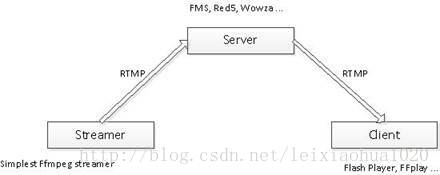 FMS, Red5, Wowza ...
Server
RTMP
RTMP
Streamer
Client
http://blog.csdn.net/leixiaohua1020
Simplest Ffmpeg streamer
Flash Player, FFplay ...